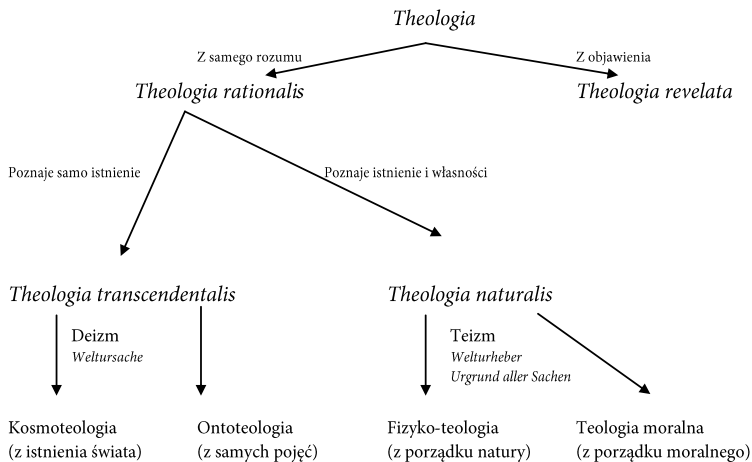 Theologia
Z samego rozumu
Z objawienia
Theologia rationalis
Theologia revelata
Poznaje samo istnienie
Poznaje istnienie i własności
Theologia transcendentalis
Theologia naturalis
Deizm
Weltursache
Teizm
Welturheber
Urgrund aller Sachen
Kosmoteologia
(z istnienia świata)
Ontoteologia
(z samych pojęć)
Fizyko-teologia
(z porządku natury)
Teologia moralna
(z porządku moralnego)